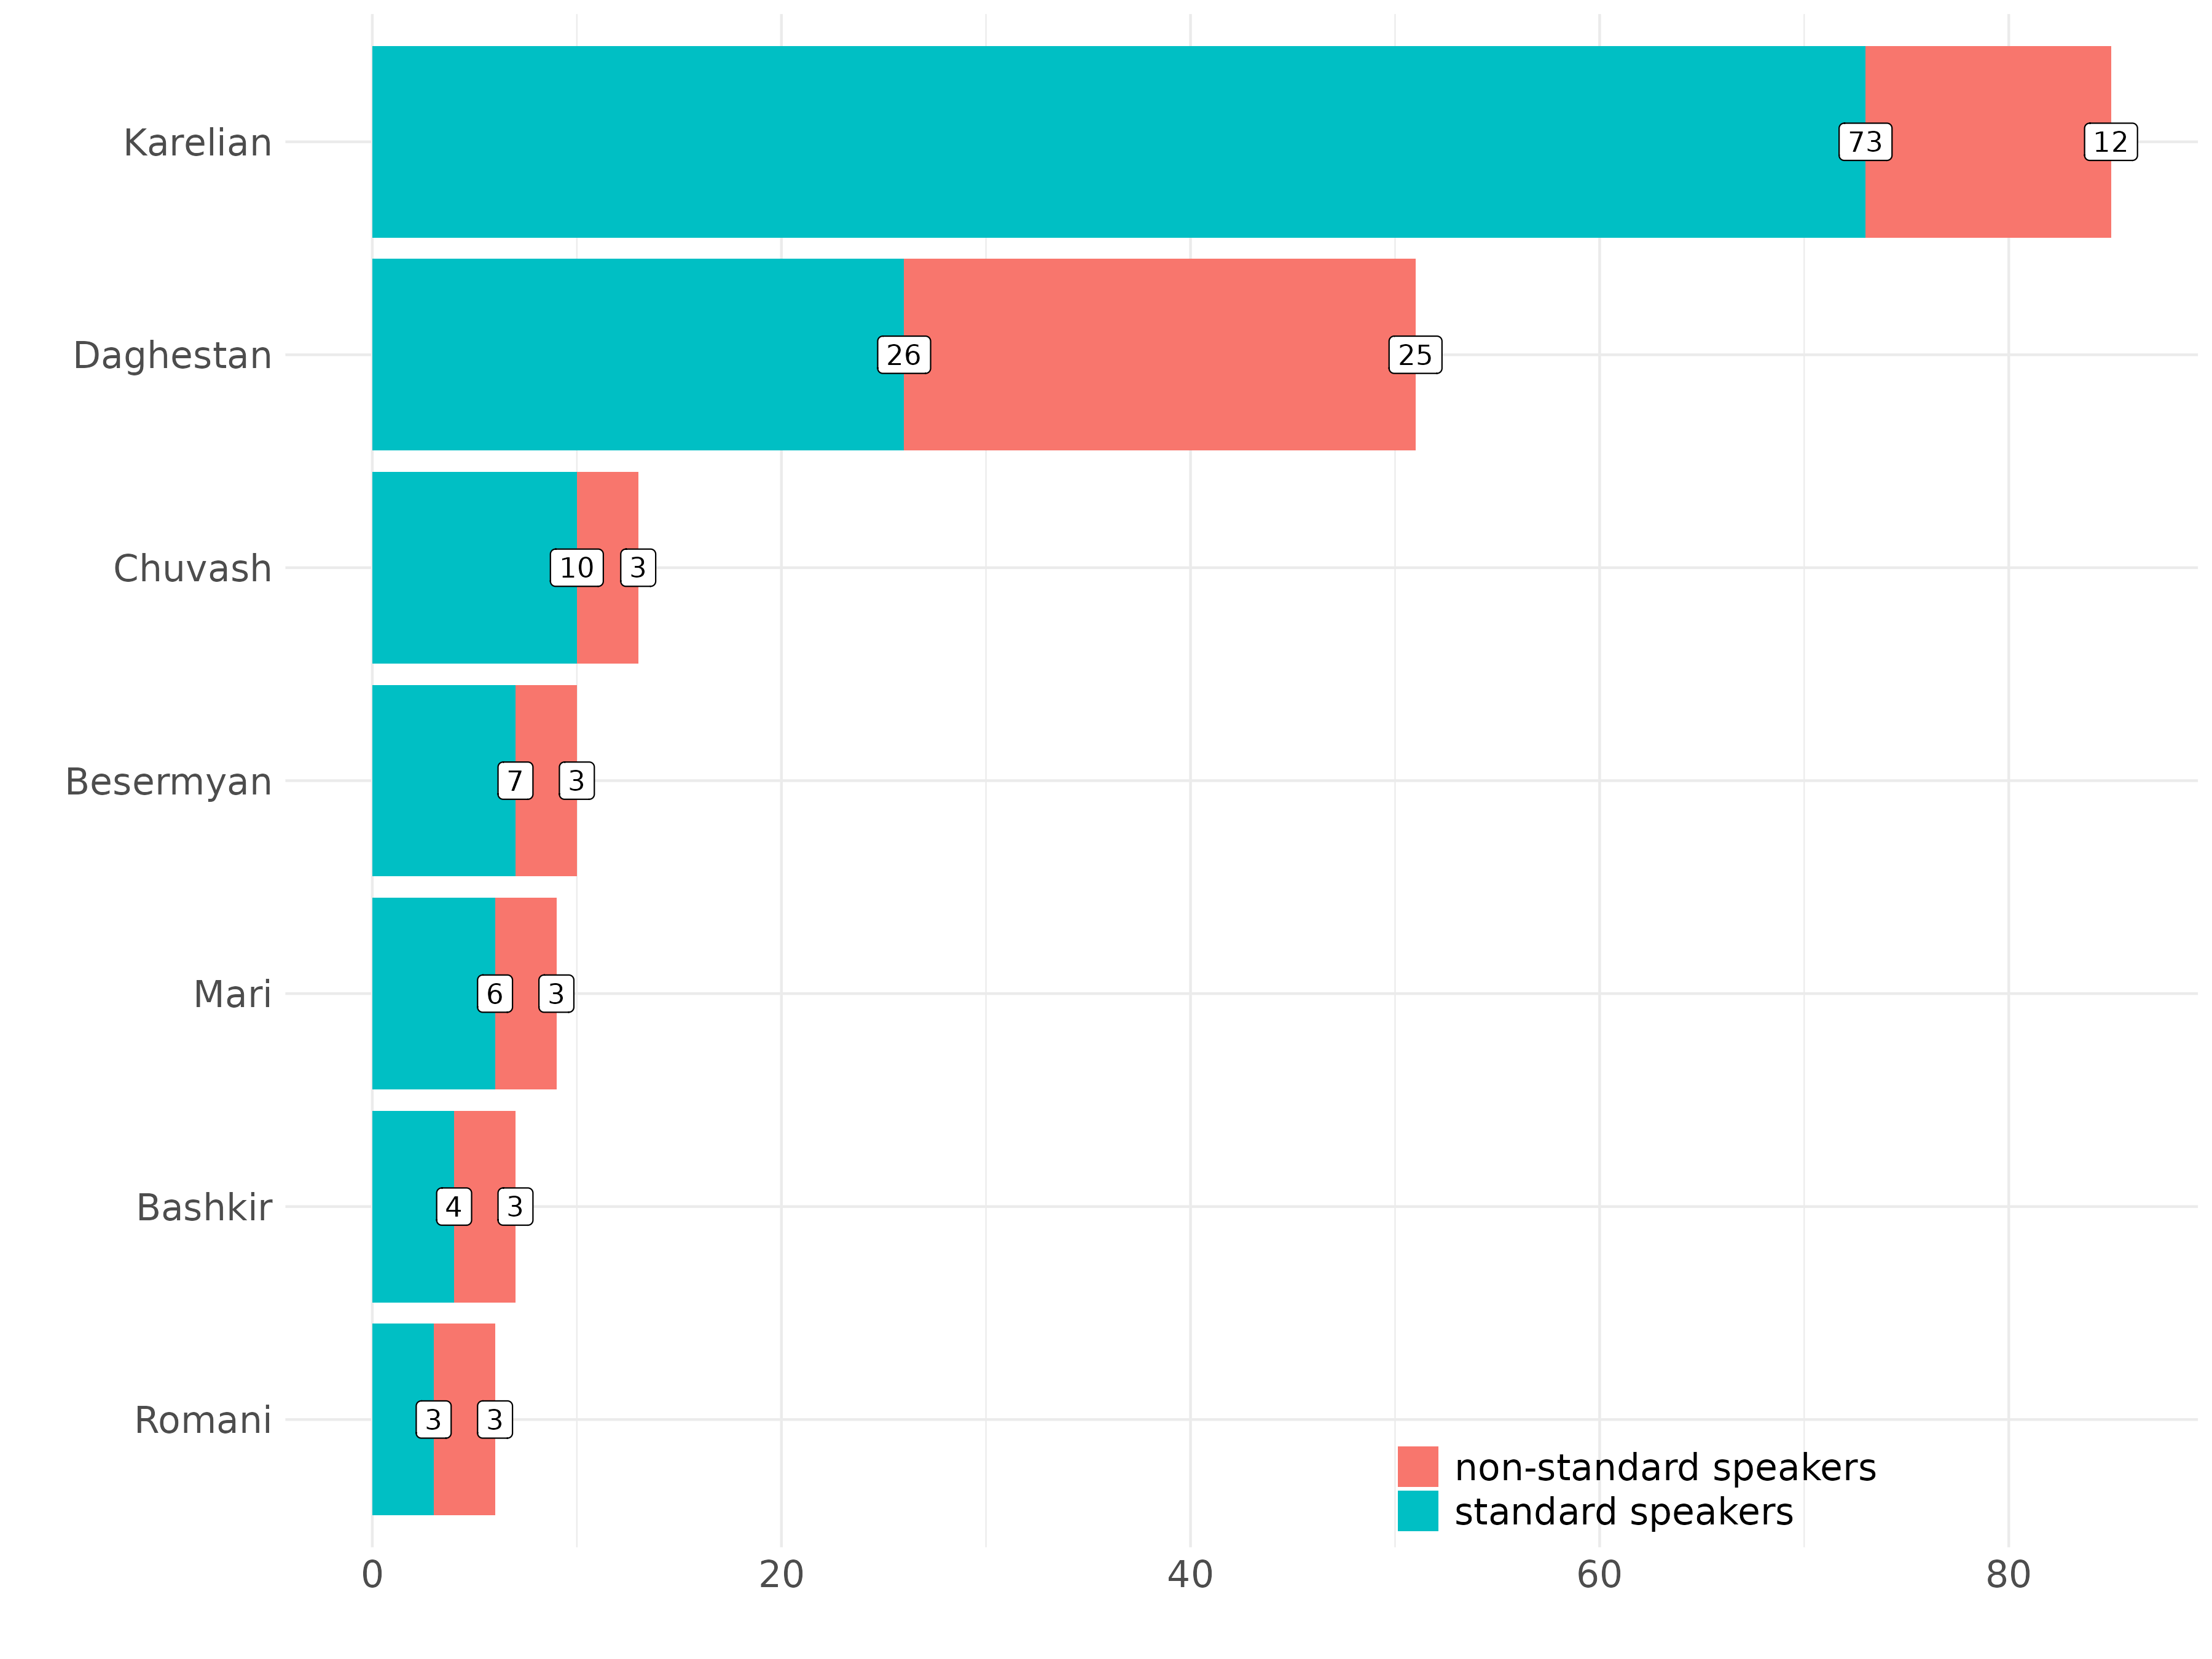 Karelian 73 12
Daghestan 26 25
Chuvash 10 3
Besermyan 7 3
Mari 6 3
Bashkir 4 3
Romani 3 3
non-standard speakers
standard speakers
0 20 40 60 80